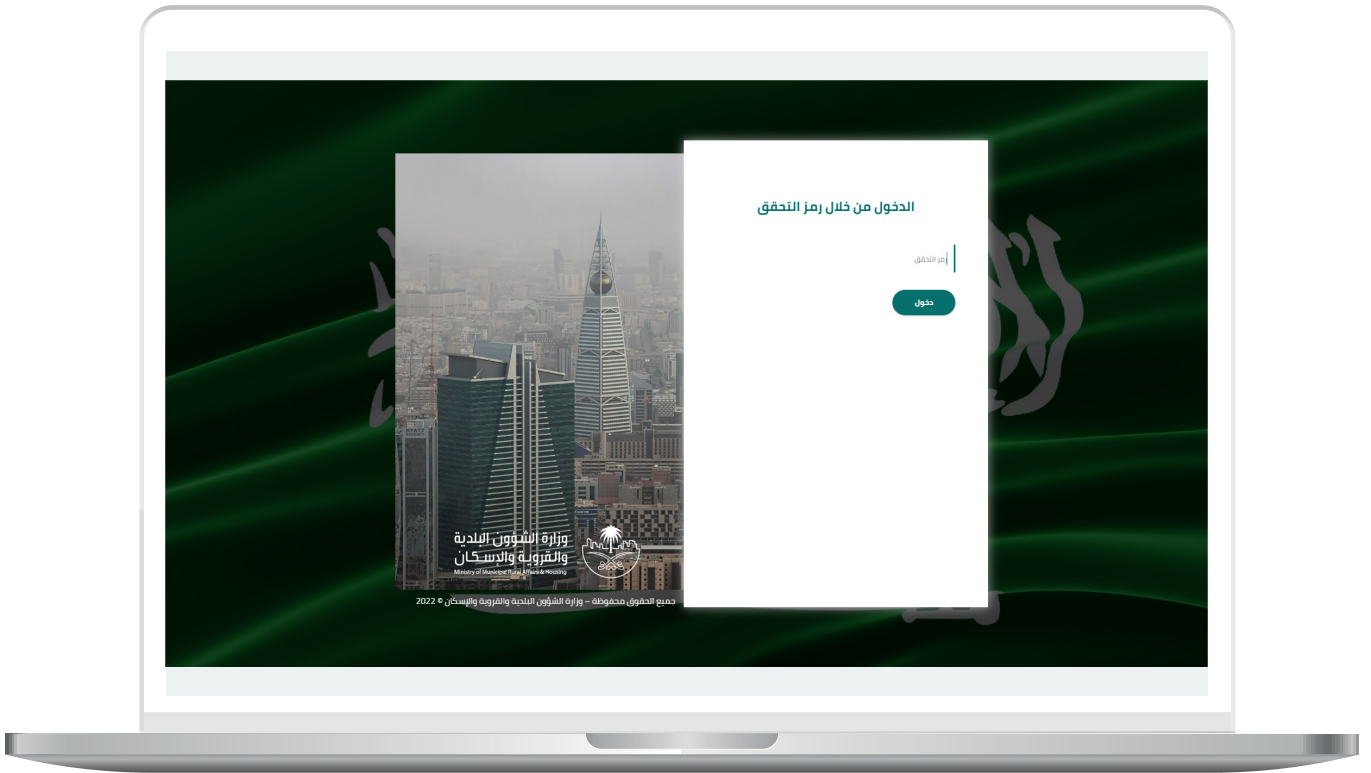 الدخول من خلال رمز التحقق
رمز التحقق
دخول
وزارة الشؤون البلدية
والقروية والإسكان
Ministry of Municipal Rural Affairs & Housing
جميع الحقوق محفوظة – وزارة الشؤون البلدية والقروية والإسكان © 2022